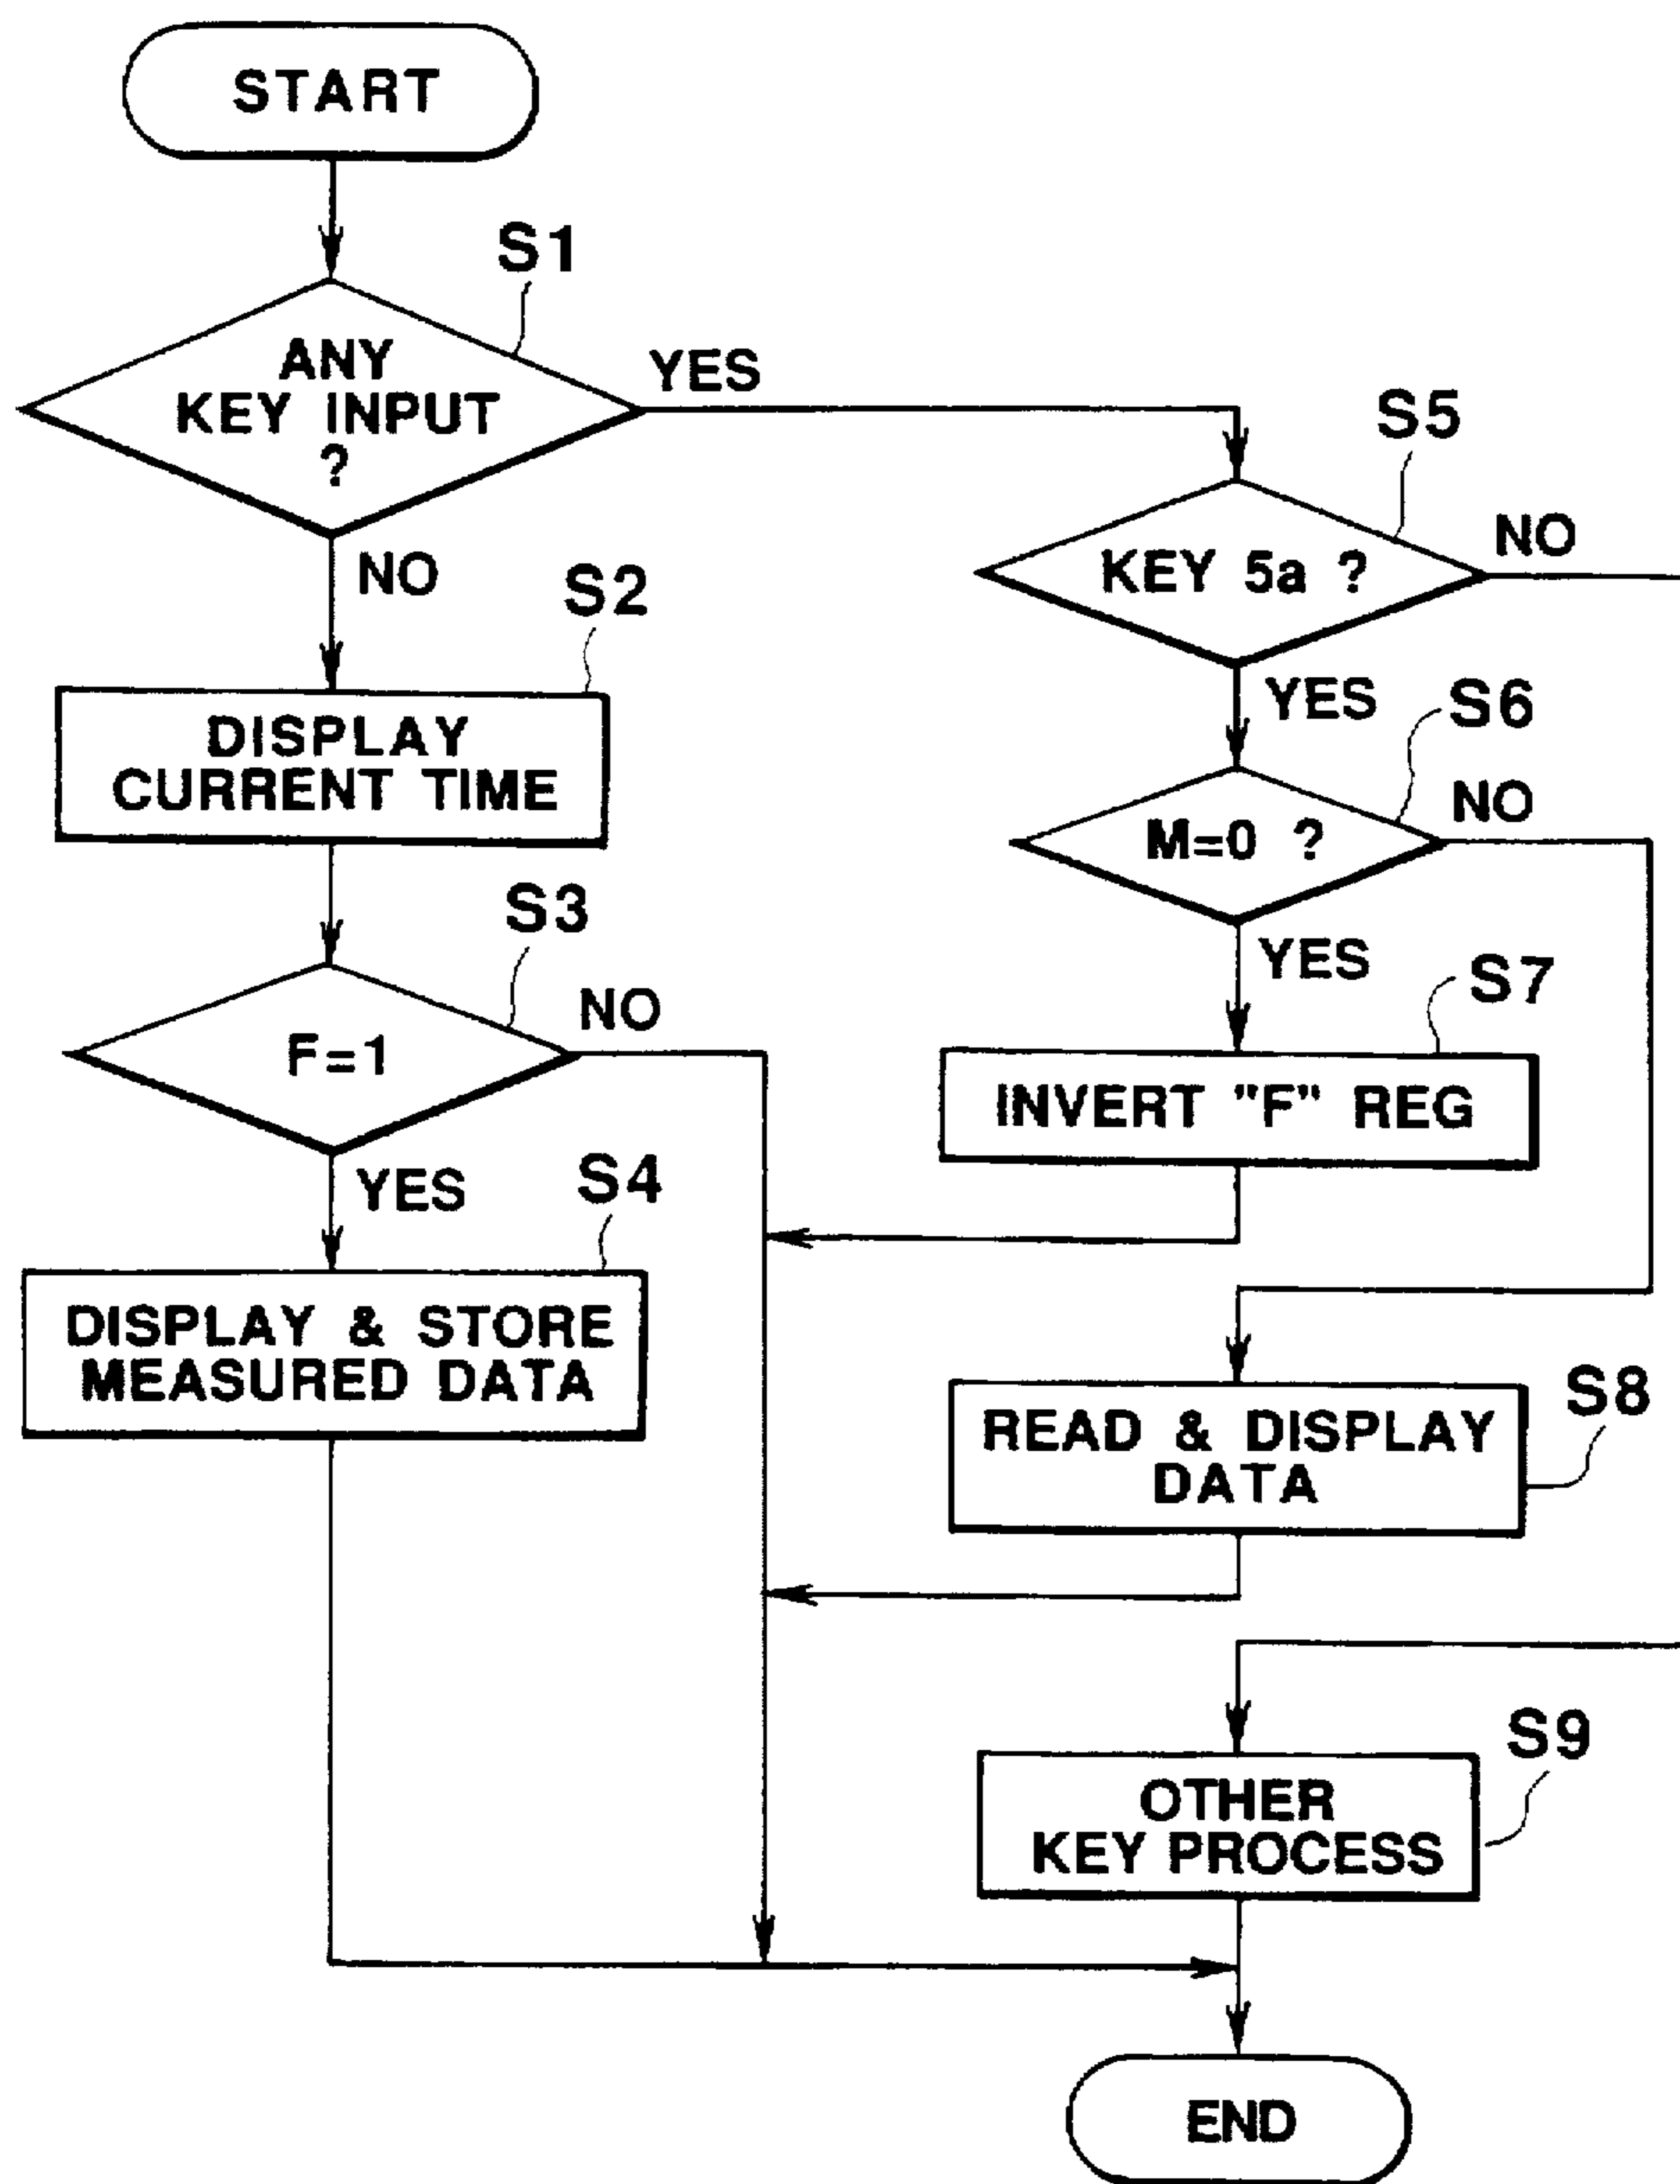 START
S1
ANY
KEY INPUT
?
YES
NO
S2
DISPLAY
CURRENT TIME
S3
F=1
NO
YES
S4
DISPLAY & STORE
MEASURED DATA
S5
KEY 5a ?
NO
YES
S6
M=0 ?
NO
YES
S7
INVERT "F" REG
S8
READ & DISPLAY
DATA
S9
OTHER
KEY PROCESS
END